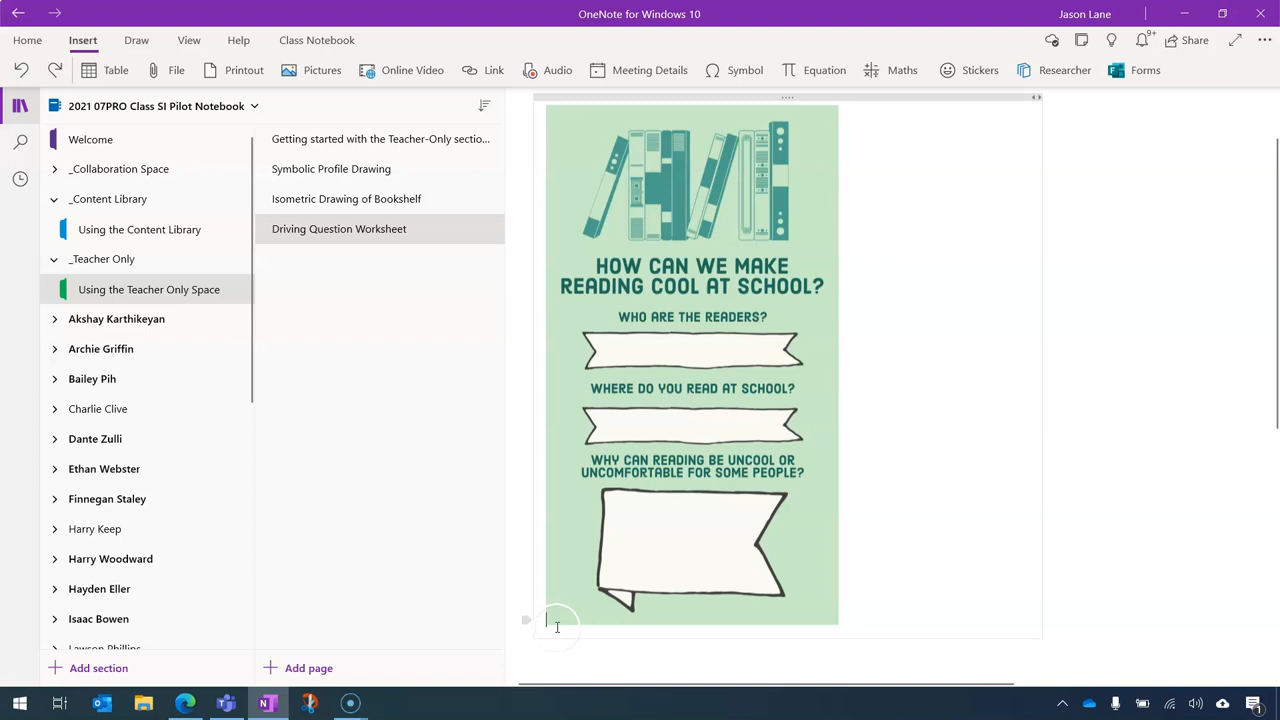 OneNote for Windows 10
Jason Lane
Home
Insert
Draw
View
Help
Class Notebook
9+
Share
Table
File
Printout
Pictures
Online Video
Link
Audio
Meeting Details
Symbol
Equation
Maths
Stickers
Researcher
Forms
2021 07PRO Class SI Pilot Notebook
Welcome
_Collaboration Space
_Content Library
Using the Content Library
_Teacher Only
Using the Teacher Only Space
Akshay Karthikeyan
Archie Griffin
Bailey Pih
Charlie Clive
Dante Zulli
Ethan Webster
Finnegan Staley
Harry Keep
Harry Woodward
Hayden Eller
Isaac Bowen
Lawson Phillips
Add section
Getting started with the Teacher-Only sectio...
Symbolic Profile Drawing
Isometric Drawing of Bookshelf
Driving Question Worksheet
Add page
HOW CAN WE MAKE
READING COOL AT SCHOOL?
WHO ARE THE READERS?
WHERE DO YOU READ AT SCHOOL?
WHY CAN READING BE UNCOOL OR
UNCOMFORTABLE FOR SOME PEOPLE?
1